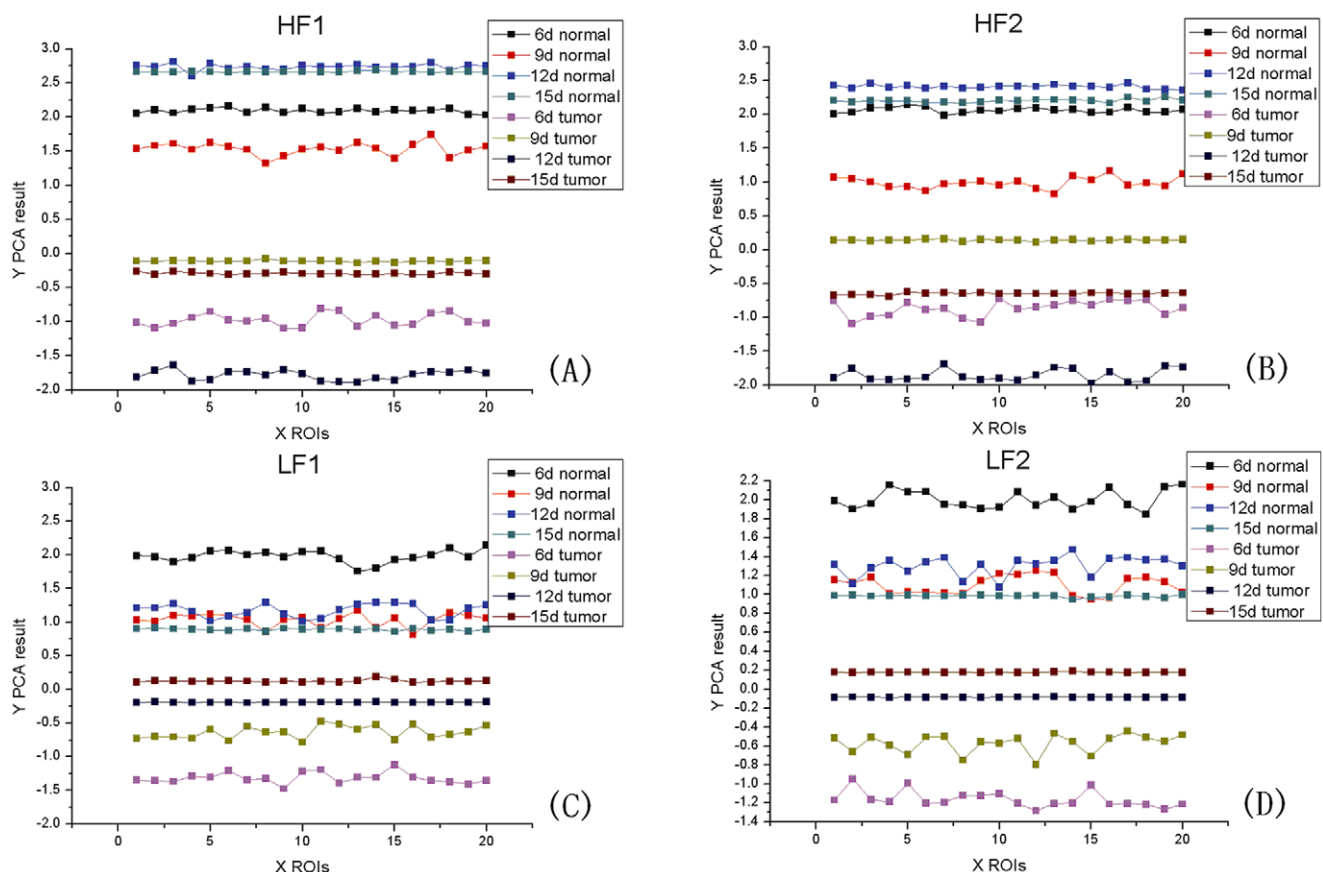 HF1
3.0
2.5
2.0
1.5
1.0
0.5
0.0
-0.5
-1.0
-1.5
-2.0
Y PCA result
0 5 10 15 20
X ROIs
6d normal
9d normal
12d normal
15d normal
6d tumor
9d tumor
12d tumor
15d tumor
(A)
HF2
3.0
2.5
2.0
1.5
1.0
0.5
0.0
-0.5
-1.0
-1.5
-2.0
Y PCA result
0 5 10 15 20
X ROIs
6d normal
9d normal
12d normal
15d normal
6d tumor
9d tumor
12d tumor
15d tumor
(B)
LF1
3.0
2.5
2.0
1.5
1.0
0.5
0.0
-0.5
-1.0
-1.5
-2.0
Y PCA result
0 5 10 15 20
X ROIs
6d normal
9d normal
12d normal
15d normal
6d tumor
9d tumor
12d tumor
15d tumor
(C)
LF2
2.2
2.0
1.8
1.6
1.4
1.2
1.0
0.8
0.6
0.4
0.2
0.0
-0.2
-0.4
-0.6
-0.8
-1.0
-1.2
-1.4
Y PCA result
0 5 10 15 20
X ROIs
6d normal
9d normal
12d normal
15d normal
6d tumor
9d tumor
12d tumor
15d tumor
(D)